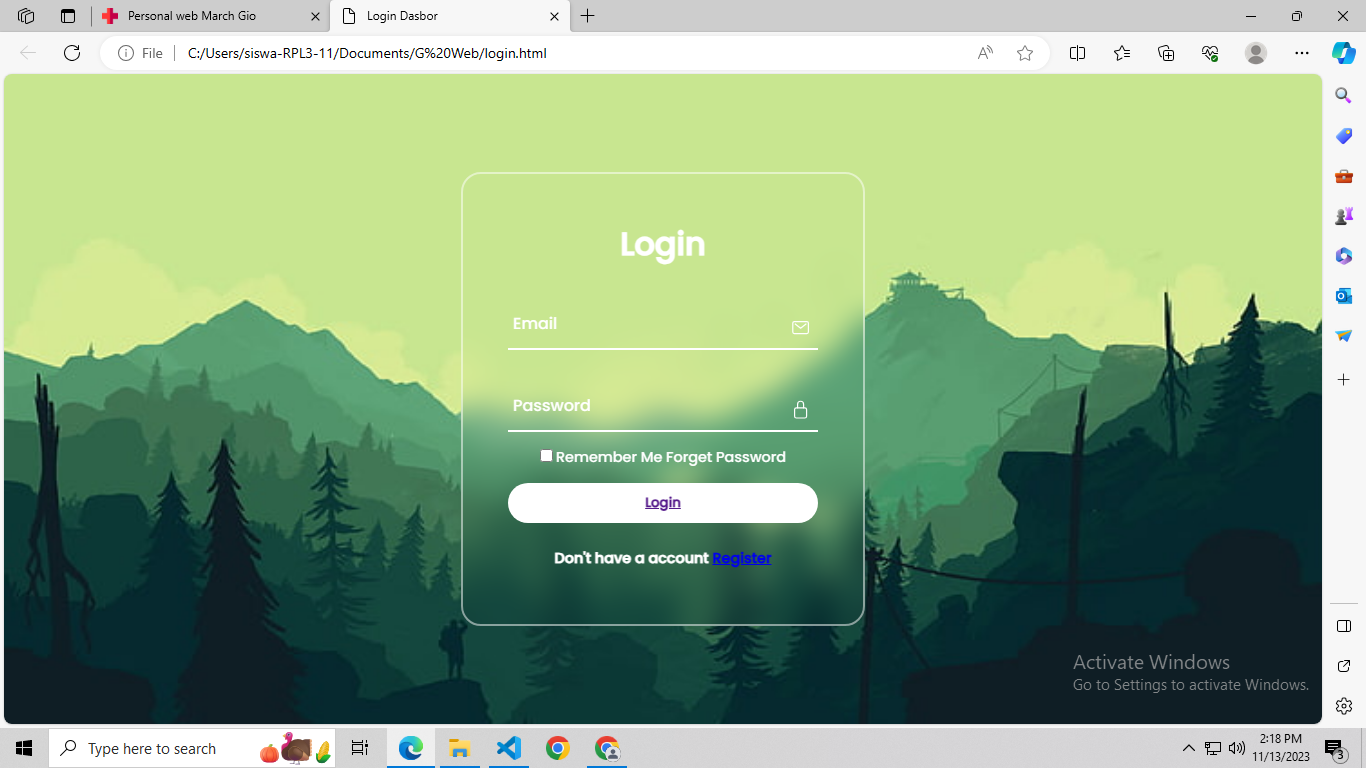 Personal web March Gio
Login Dasbor
File
C:/Users/siswa-RPL3-11/Documents/G%20Web/login.html
Login
Email
Password
Remember Me Forget Password
Login
Don't have a account Register
Activate Windows
Go to Settings to activate Windows.
Type here to search
2:18 PM
11/13/2023
3